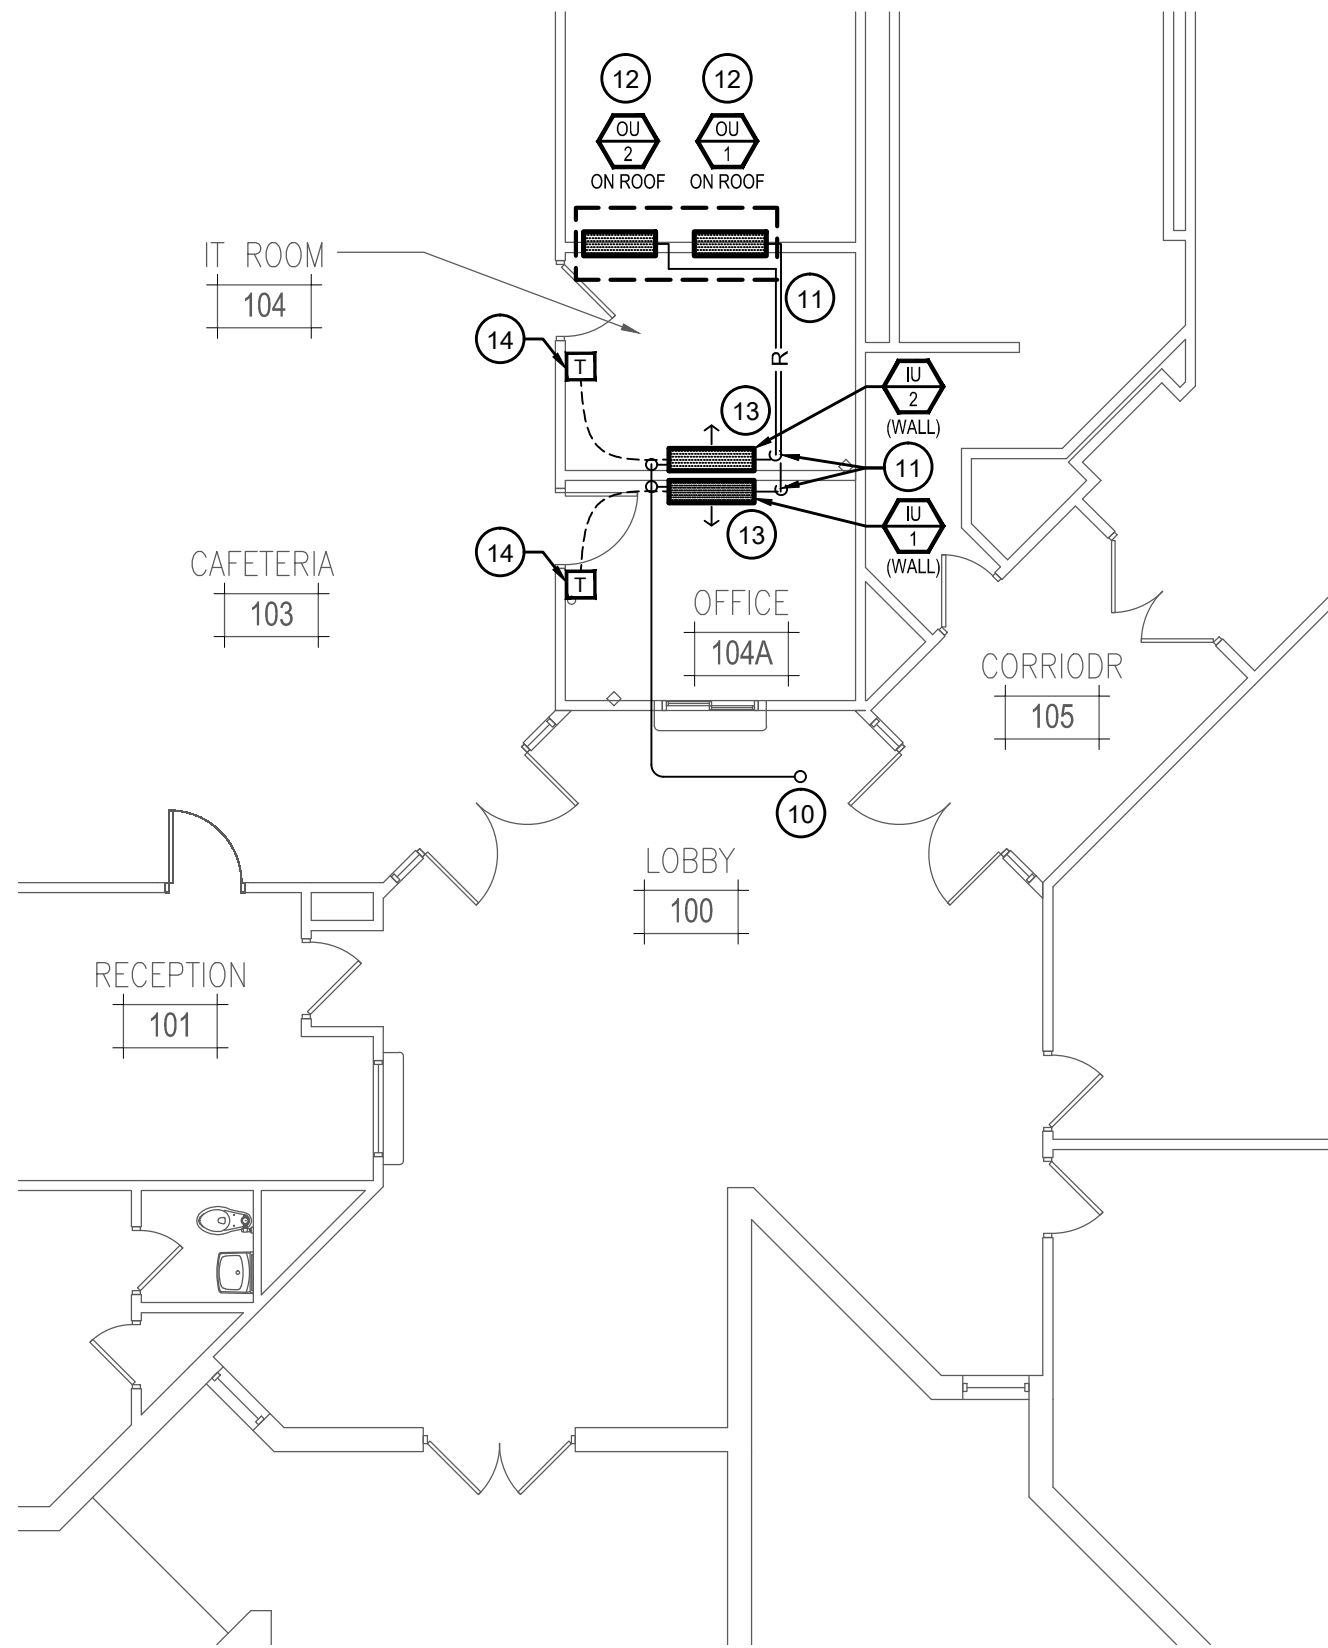 12
12
OU
2
OU
1
ON ROOF
ON ROOF
IT ROOM
104
11
14
T
R
IU
2
(WALL)
13
11
13
IU
1
(WALL)
14
T
CAFETERIA
103
OFFICE
104A
CORRIODR
105
10
LOBBY
100
RECEPTION
101